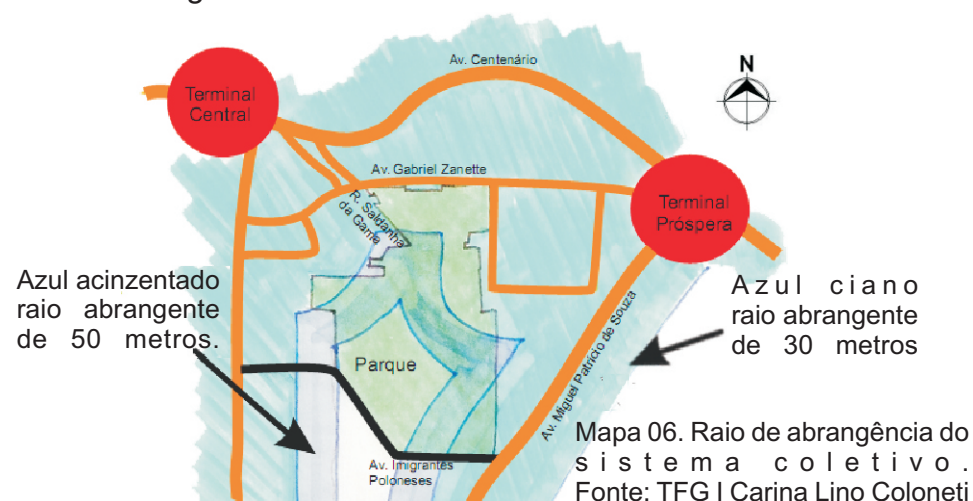 Av. Centenário
N
Terminal
Central
Av. Gabriel Zanette
R. Saldanha
da Gama
Terminal
Próspera
Azul acinzentado
raio abrangente
de 50 metros.
Azul ciano
raio abrangente
de 30 metros
Parque
Av. Miguel Patricio de Souza
Av. Imigrantes
Poloneses
Mapa 06. Raio de abrangência do
sistema coletivo.
Fonte: TFG I Carina Lino Coloneti